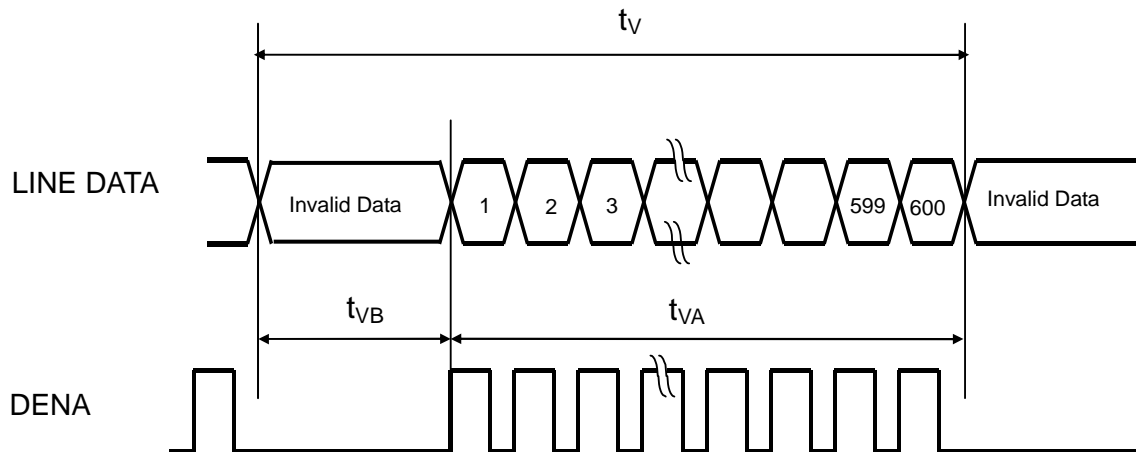 tV
LINE DATA
Invalid Data
1
2
3
599
600
Invalid Data
tVB
tVA
DENA